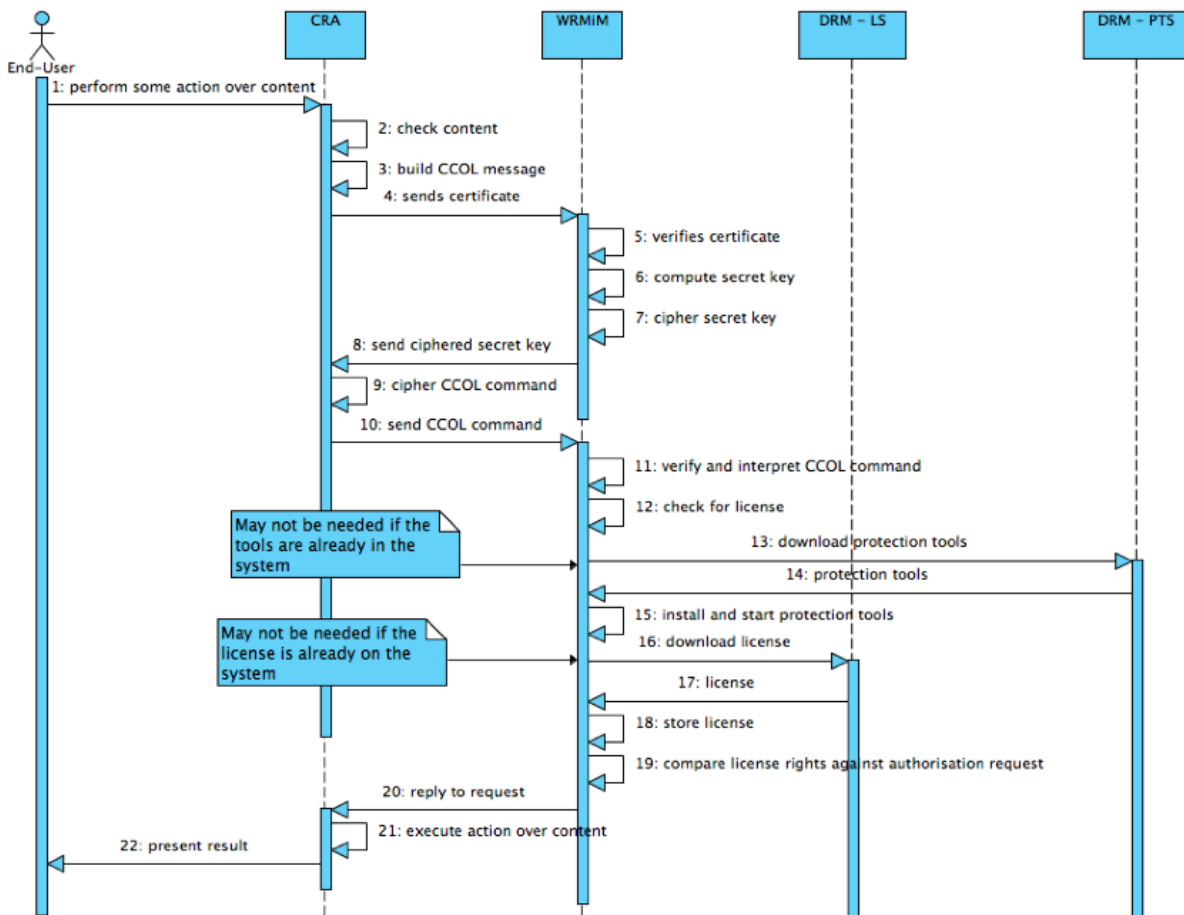 CRA
WRMiM
DRM - LS
DRM - PTS
End-User
1: perform some action over content
2: check content
3: build CCOL message
4: sends certificate
5: verifies certificate
6: compute secret key
7: cipher secret key
8: send ciphered secret key
9: cipher CCOL command
10: send CCOL command
11: verify and interpret CCOL command
12: check for license
May not be needed if the
tools are already in the
system
13: download protection tools
14: protection tools
15: install and start protection tools
May not be needed if the
license is already on the
system
16: download license
17: license
18: store license
19: compare license rights against authorisation request
20: reply to request
21: execute action over content
22: present result